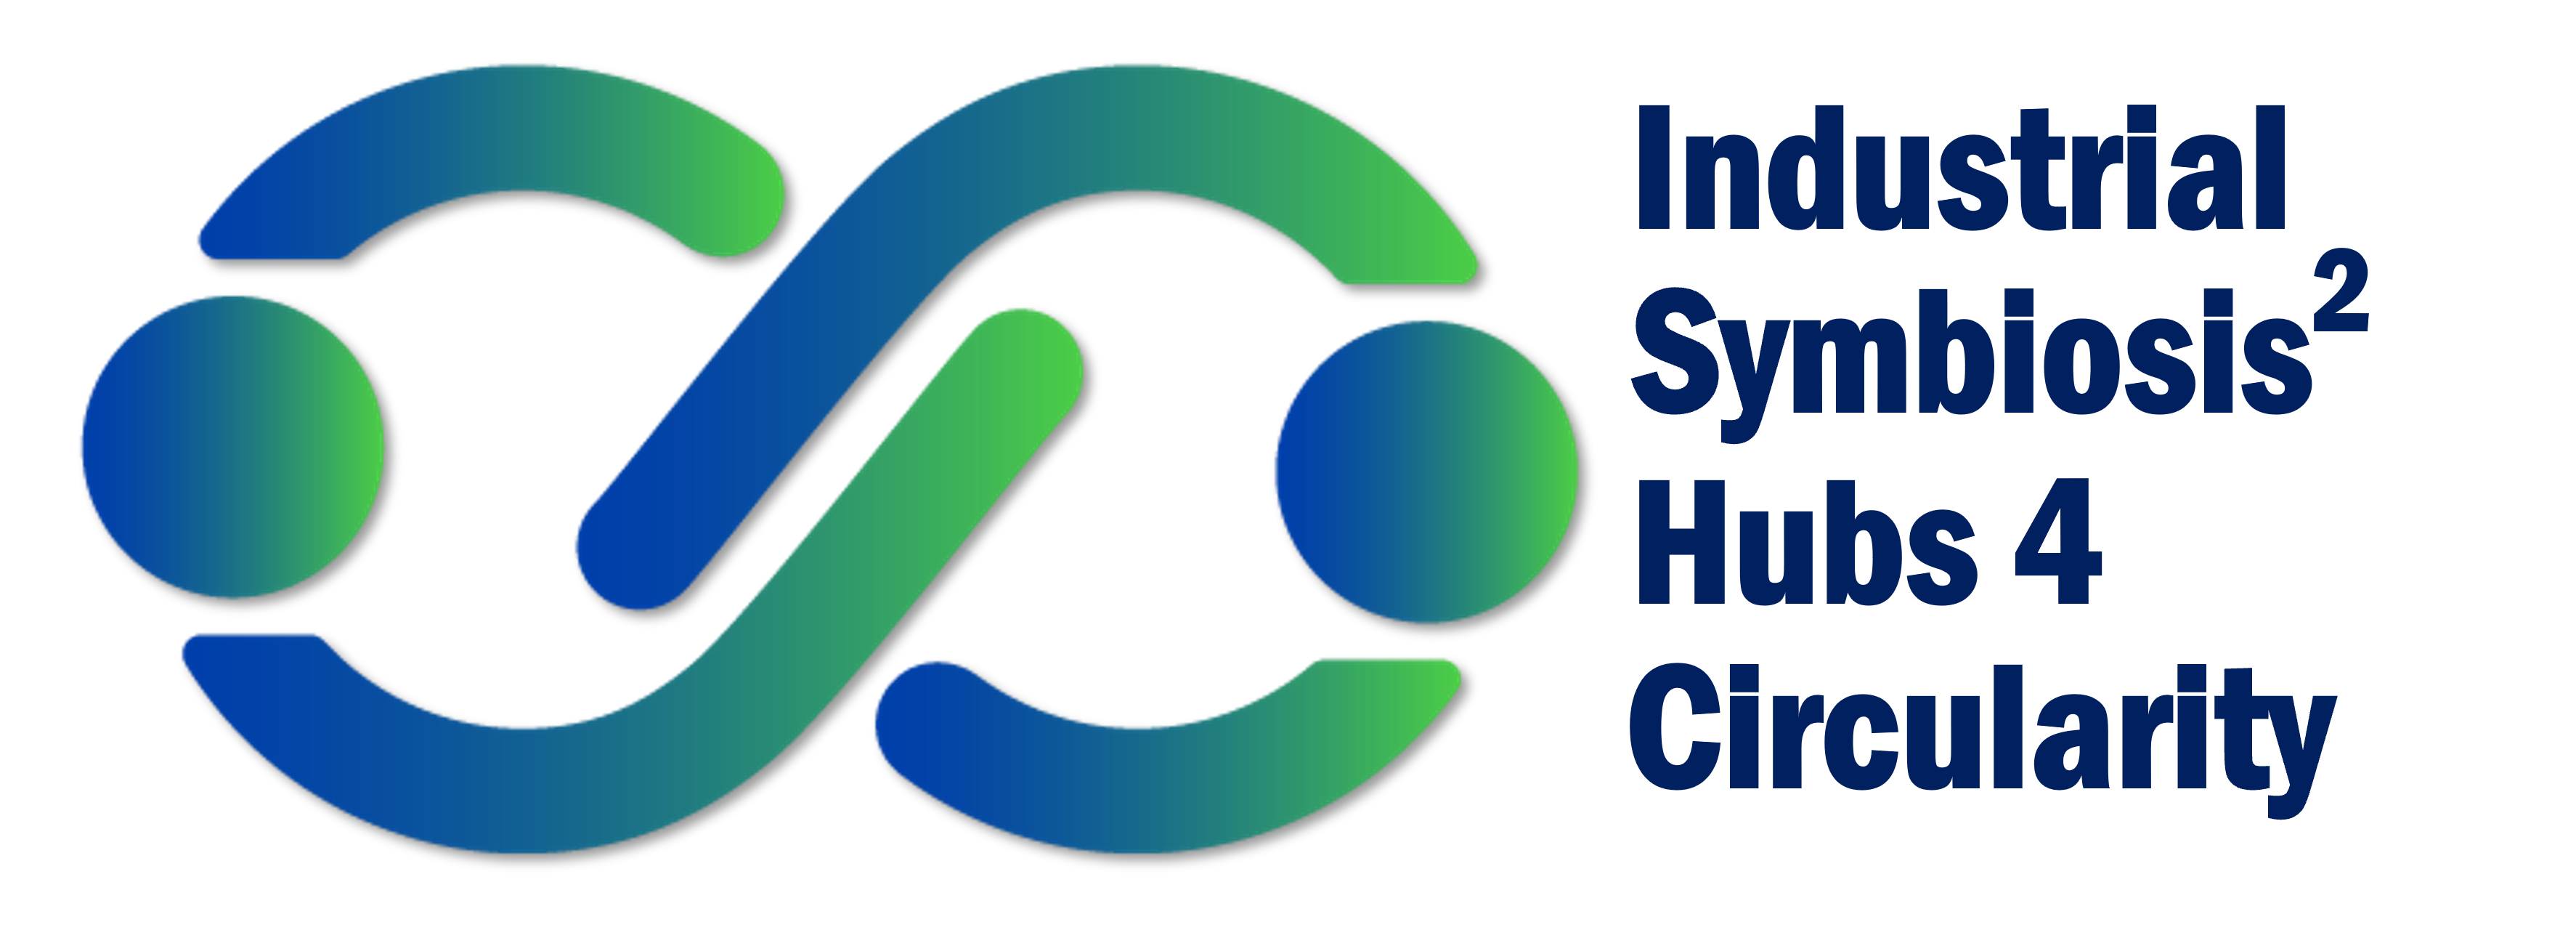 Industrial
Symbiosis²
Hubs 4
Circularity